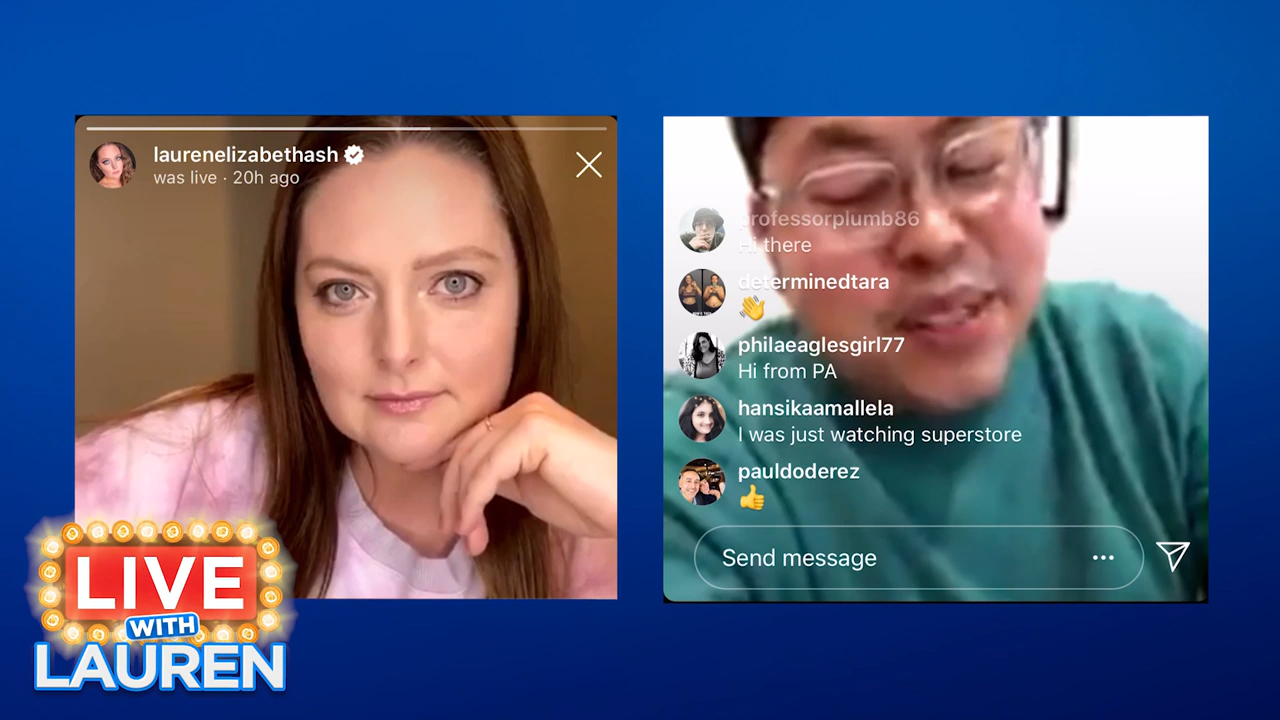 laurenelizabethash
was live · 20h ago
professorplumb86
Hi there
determinedtara
👋
philaeaglesgirl77
Hi from PA
hansikaamallela
I was just watching superstore
pauldoderez
👍
Send message
LIVE
WITH
LAUREN